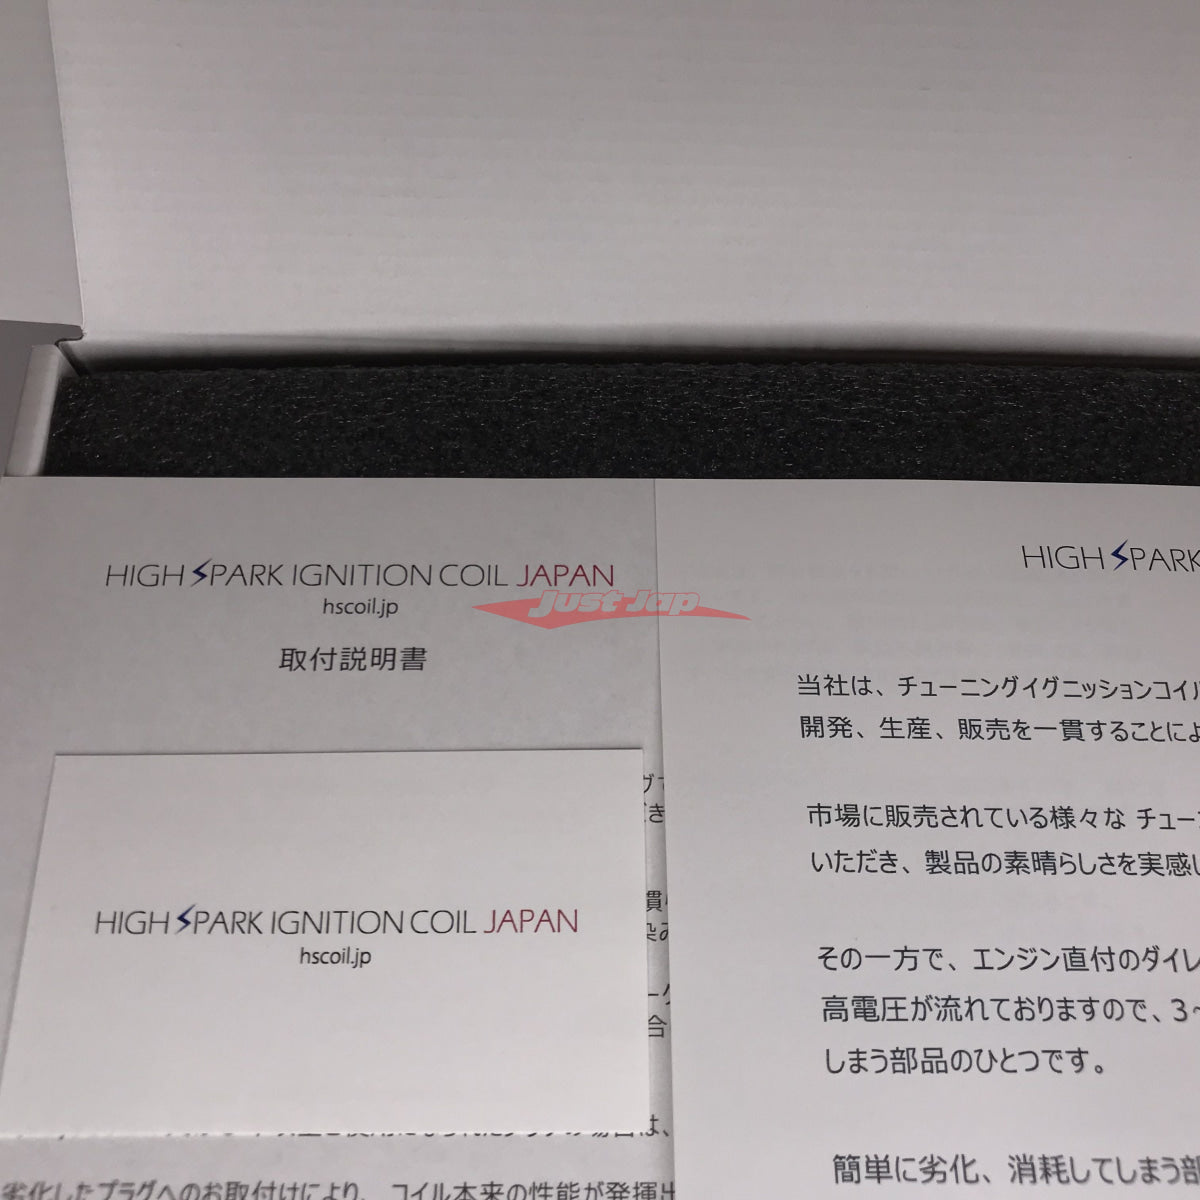 HIGH SPARK IGNITION COIL JAPAN
hscoil.jp
取付説明書
HIGH SPARK IGNITION COIL JAPAN
hscoil.jp
劣化したプラグへのお取付けにより、コイル本来の性能が発揮出
Just Jap
HIGH SPARK
当社は、チューニングイグニッションコイル
開発、生産、販売を一貫することによ
市場に販売されている様々な チュー
いただき、製品の素晴らしさを実感し
その一方で、エンジン直付のダイレ
高電圧が流れておりますので、3~
しまう部品のひとつです。
簡単に劣化、消耗してしまう部